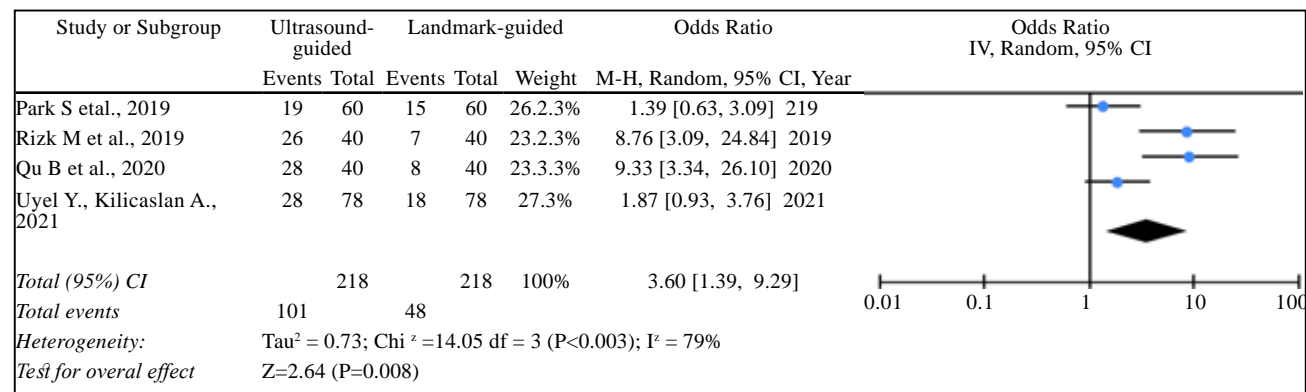 Study or Subgroup Ultrasound- Landmark-guided Odds Ratio Odds Ratio
guided IV, Random, 95% CI
Events Total Events Total Weight M-H, Random, 95% CI, Year
Park S etal., 2019 19 60 15 60 26.2.3% 1.39 [0.63, 3.09] 219
Rizk M et al., 2019 26 40 7 40 23.2.3% 8.76 [3.09, 24.84] 2019
Qu B et al., 2020 28 40 8 40 23.3.3% 9.33 [3.34, 26.10] 2020
Uyel Y., Kilicaslan A., 28 78 18 78 27.3% 1.87 [0.93, 3.76] 2021
2021
Total (95%) CI 218 218 100% 3.60 [1.39, 9.29]
0.01 0.1 1 10 100
Total events 101 48
Heterogeneity: Tau² = 0.73; Chi ᶻ =14.05 df = 3 (P<0.003); Iᶻ = 79%
Test for overal effect Z=2.64 (P=0.008)